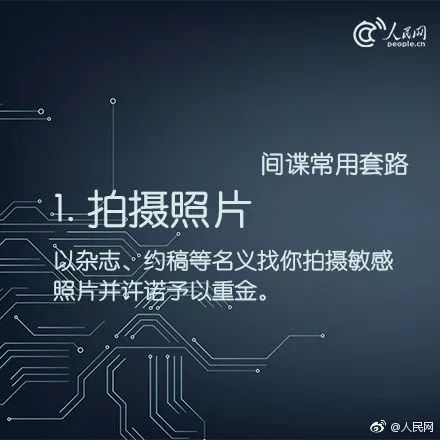 人民网
people.cn
间谍常用套路
1. 拍摄照片
以杂志、约稿等名义找你拍摄敏感
照片并许诺予以重金。
@人民网